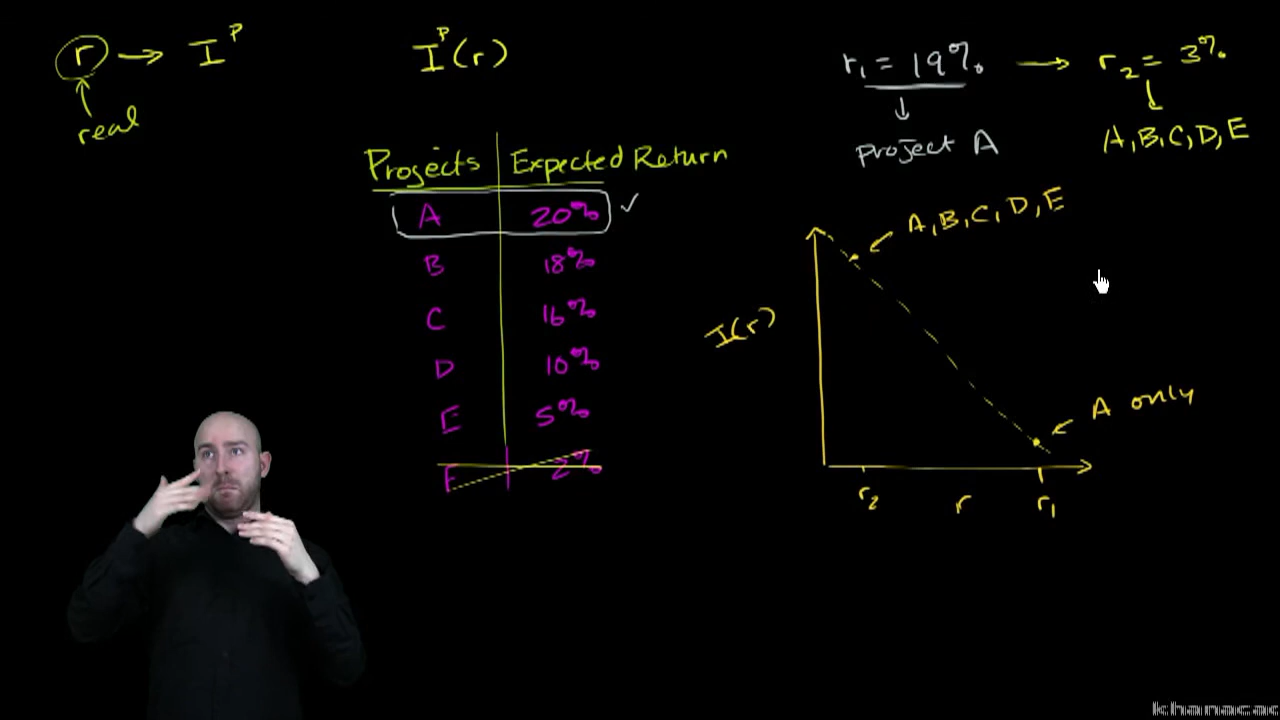 r → I^P
real
I^P(r)
r₁ = 19% → r₂ = 3%
Project A
A, B, C, D, E
Projects Expected Return
A 20% ✓
B 18%
C 16%
D 10%
E 5%
F 2%
A, B, C, D, E
I(r)
A only
r₂ r r₁
khanacad